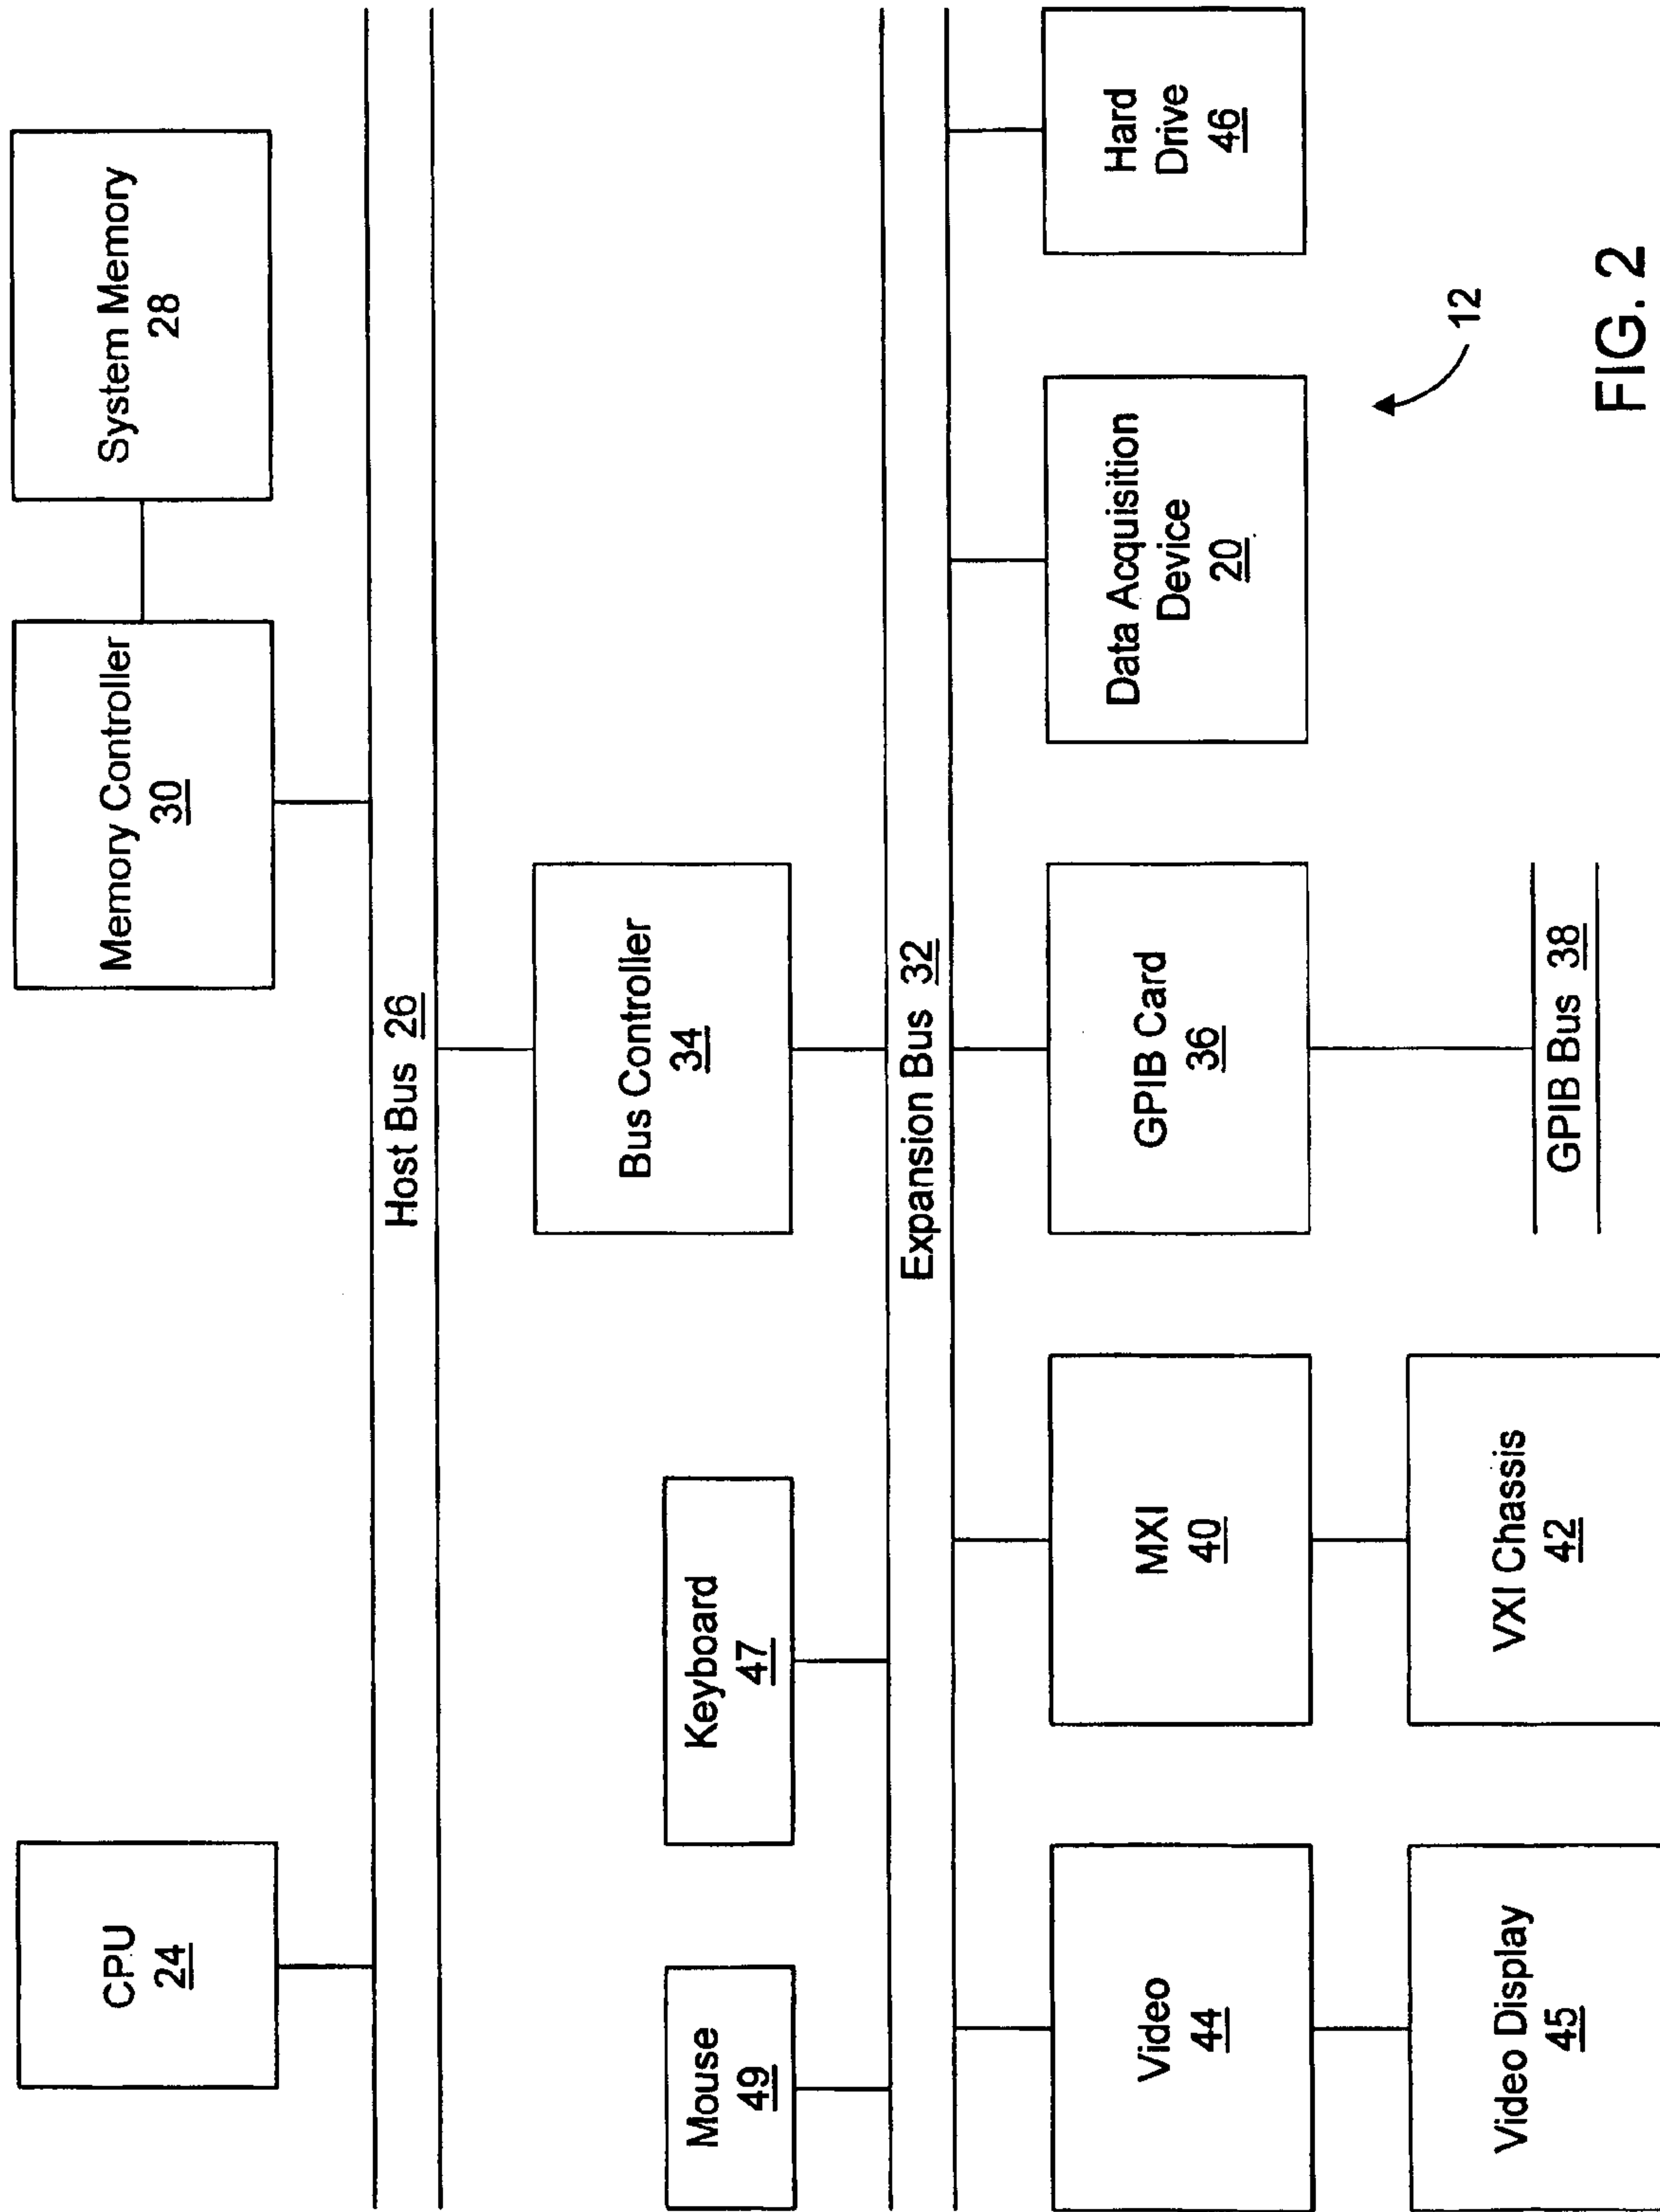 CPU
24
Memory Controller
30
System Memory
28
Host Bus 26
Bus Controller
34
Mouse
49
Keyboard
47
Expansion Bus 32
Video
44
MXI
40
GPIB Card
36
Data Acquisition
Device
20
Hard
Drive
46
Video Display
45
VXI Chassis
42
GPIB Bus 38
12
FIG. 2